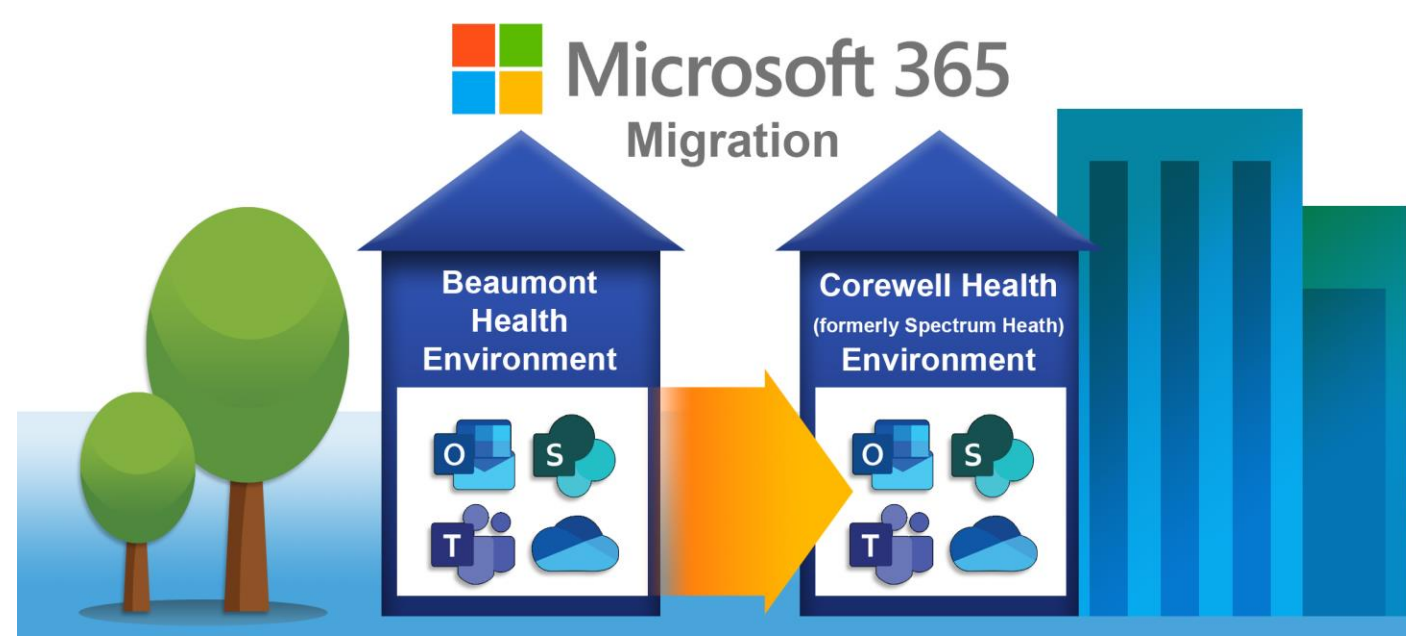 Microsoft 365
Migration
Beaumont
Health
Environment
Corewell Health
(formerly Spectrum Heath)
Environment
O
S
T
O
S
T